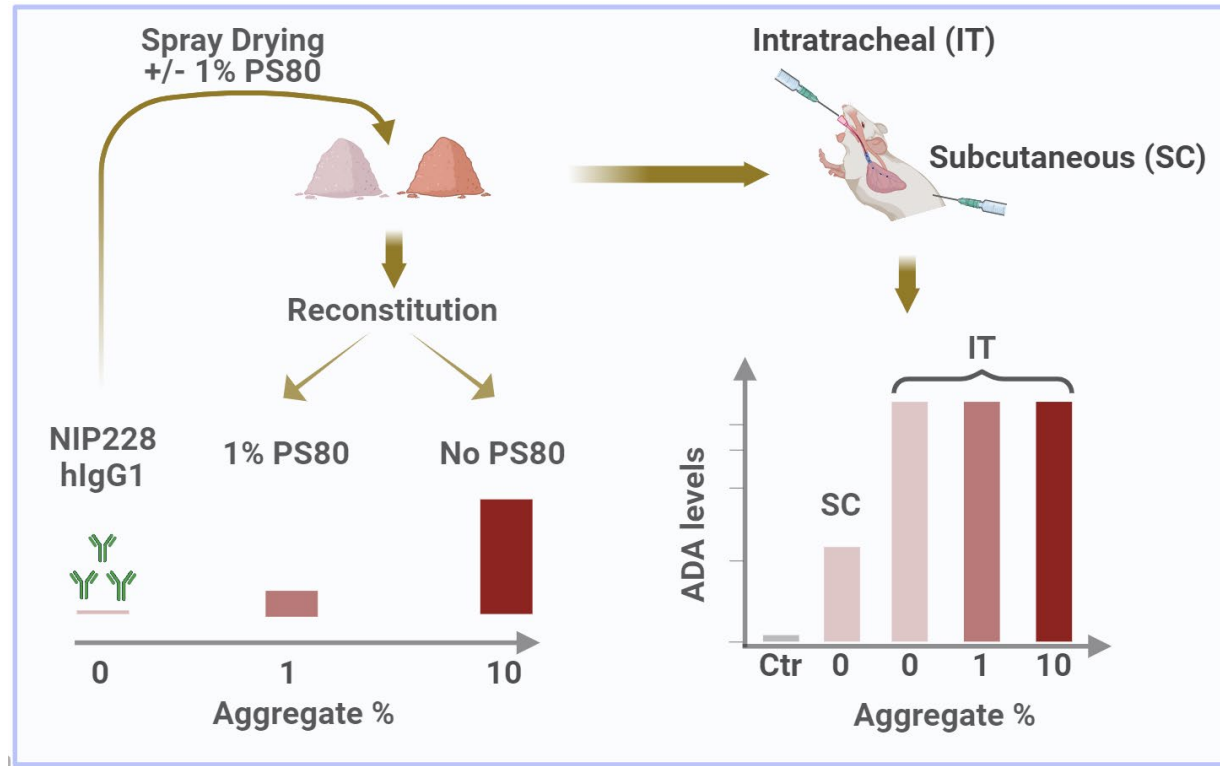 Spray Drying
+/- 1% PS80
Intratracheal (IT)
Subcutaneous (SC)
Reconstitution
NIP228
hIgG1
1% PS80
No PS80
0
1
10
Aggregate %
IT
SC
ADA levels
Ctr
0
0
1
10
Aggregate %